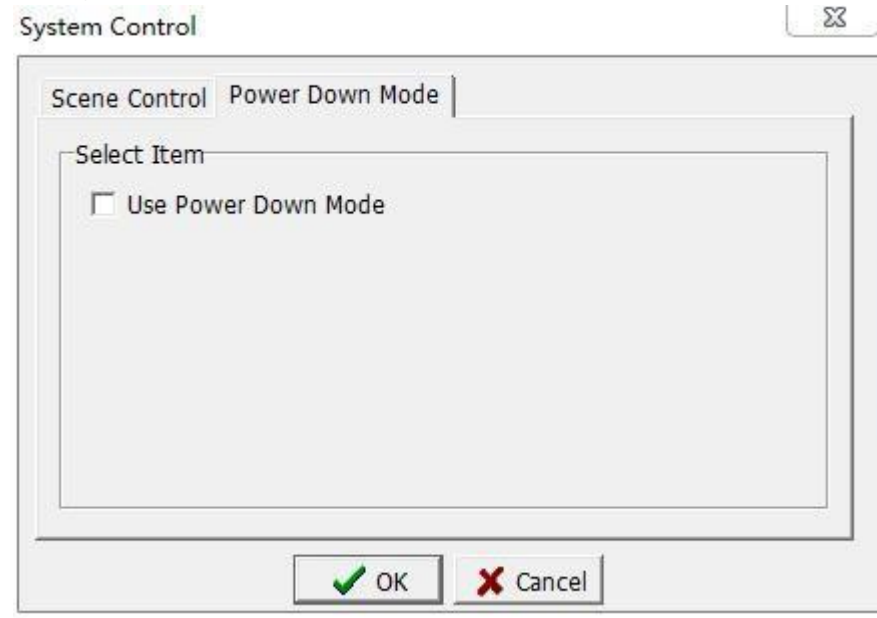 System Control
Scene Control Power Down Mode
Select Item
Use Power Down Mode
OK Cancel